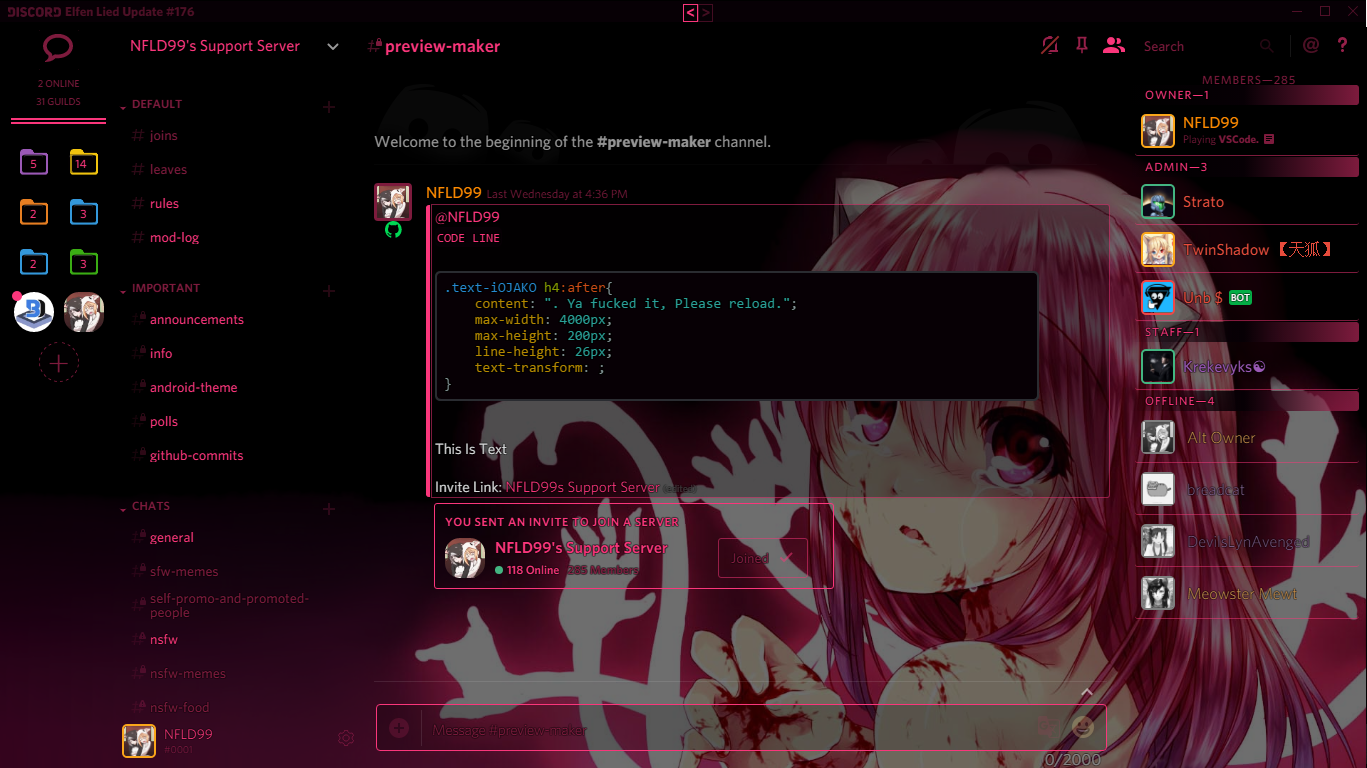 DISCORD Elfen Lied Update #176
< >
2 ONLINE
31 GUILDS
5
14
2
3
2
3
NFLD99's Support Server
DEFAULT
joins
leaves
rules
mod-log
IMPORTANT
announcements
info
android-theme
polls
github-commits
CHATS
general
sfw-memes
self-promo-and-promoted-
people
nsfw
nsfw-memes
nsfw-food
NFLD99
#0001
#preview-maker
Search
Welcome to the beginning of the #preview-maker channel.
NFLD99 Last Wednesday at 4:36 PM
@NFLD99
CODE LINE
.text-iOJAKO h4:after{
content: ". Ya fucked it, Please reload.";
max-width: 4000px;
max-height: 200px;
line-height: 26px;
text-transform: ;
}
This Is Text
Invite Link: NFLD99s Support Server (edited)
YOU SENT AN INVITE TO JOIN A SERVER
NFLD99's Support Server
118 Online 285 Members
Joined
Message #preview-maker
0/2000
MEMBERS—285
OWNER—1
NFLD99
Playing VSCode.
ADMIN—3
Strato
TwinShadow 【天狐】
Unb $ BOT
STAFF—1
Krekevyks☯
OFFLINE—4
Alt Owner
breadcat
DevilsLynAvenged
Meowster Mewt